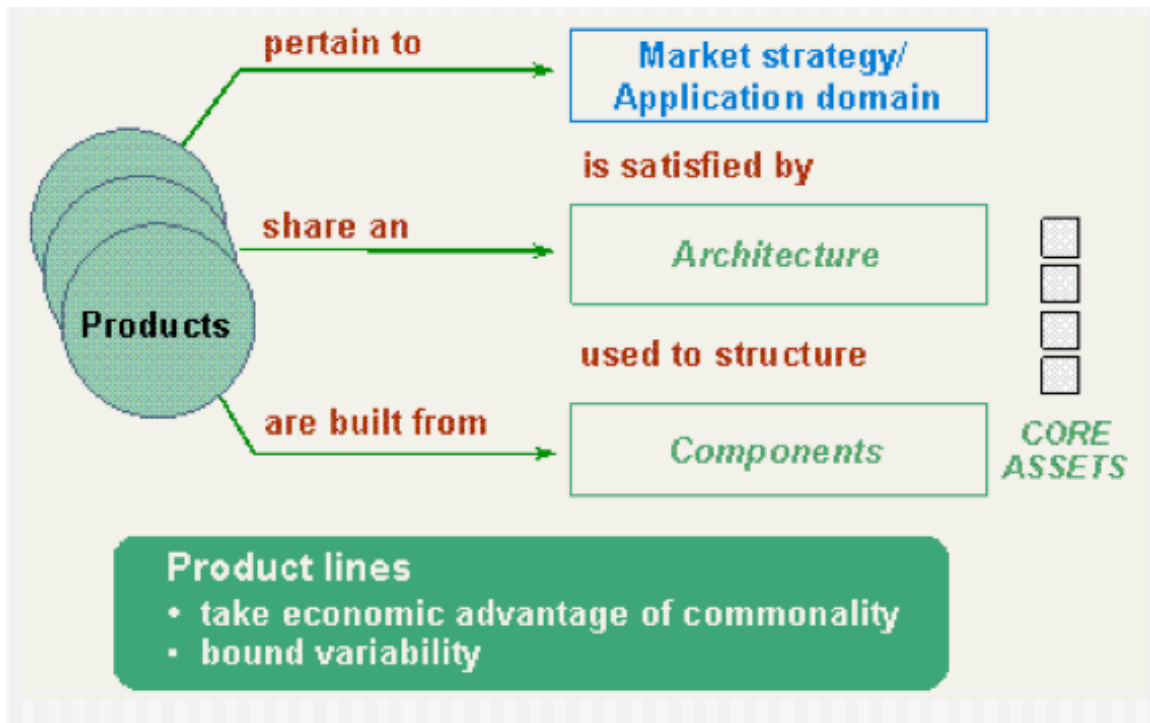 pertain to
Market strategy/
Application domain
is satisfied by
share an
Architecture
Products
used to structure
are built from
Components
CORE
ASSETS
Product lines
• take economic advantage of commonality
• bound variability